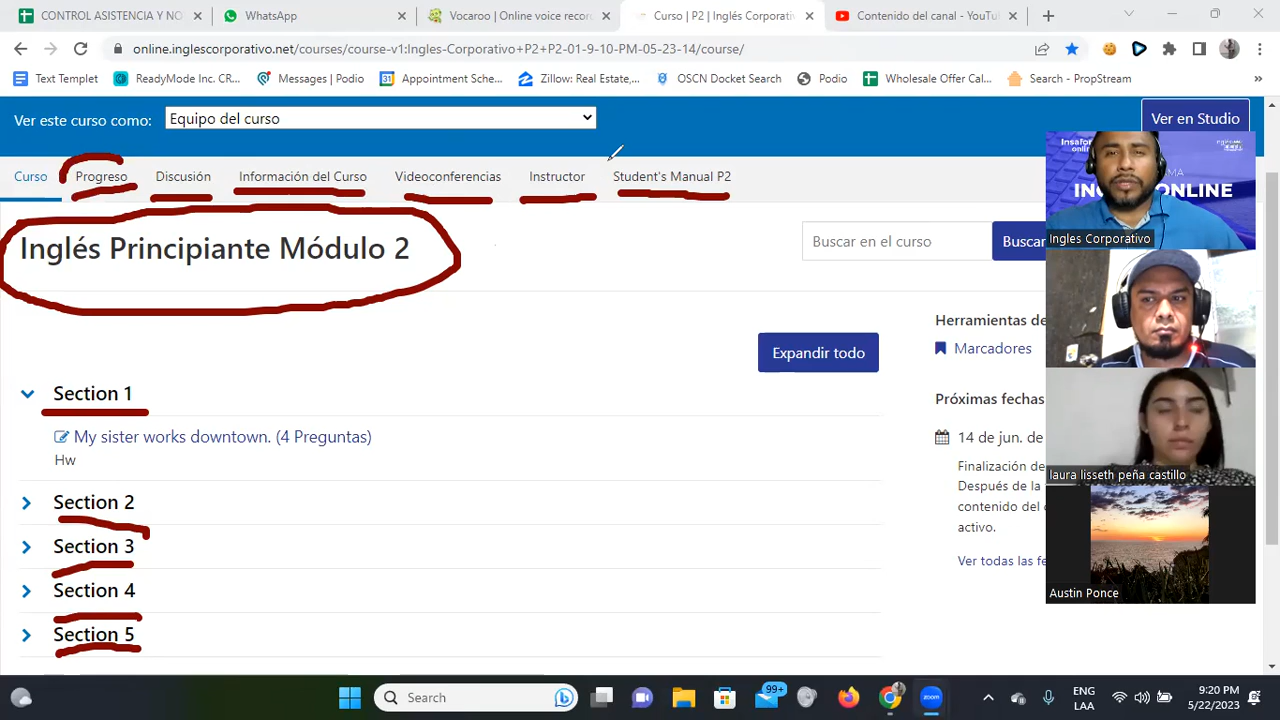 CONTROL ASISTENCIA Y NO
WhatsApp
Vocaroo | Online voice recor
Curso | P2 | Inglés Corporativ
Contenido del canal - YouTu
online.inglescorporativo.net/courses/course-v1:Ingles-Corporativo+P2+P2-01-9-10-PM-05-23-14/course/
Text Templet
ReadyMode Inc. CR...
Messages | Podio
Appointment Sche...
Zillow: Real Estate,...
OSCN Docket Search
Podio
Wholesale Offer Cal...
Search - PropStream
Ver este curso como:
Equipo del curso
Ver en Studio
Curso
Progreso
Discusión
Información del Curso
Videoconferencias
Instructor
Student's Manual P2
Inglés Principiante Módulo 2
Buscar en el curso
Buscar
Expandir todo
Herramientas de
Marcadores
Section 1
My sister works downtown. (4 Preguntas)
Hw
Section 2
Section 3
Section 4
Section 5
Próximas fechas
14 de jun. de
Finalización de
Después de la
contenido del c
activo.
Ver todas las fe
ONLINE
Ingles Corporativo
laura lisseth peña castillo
Austin Ponce
Search
99+
ENG
LAA
9:20 PM
5/22/2023